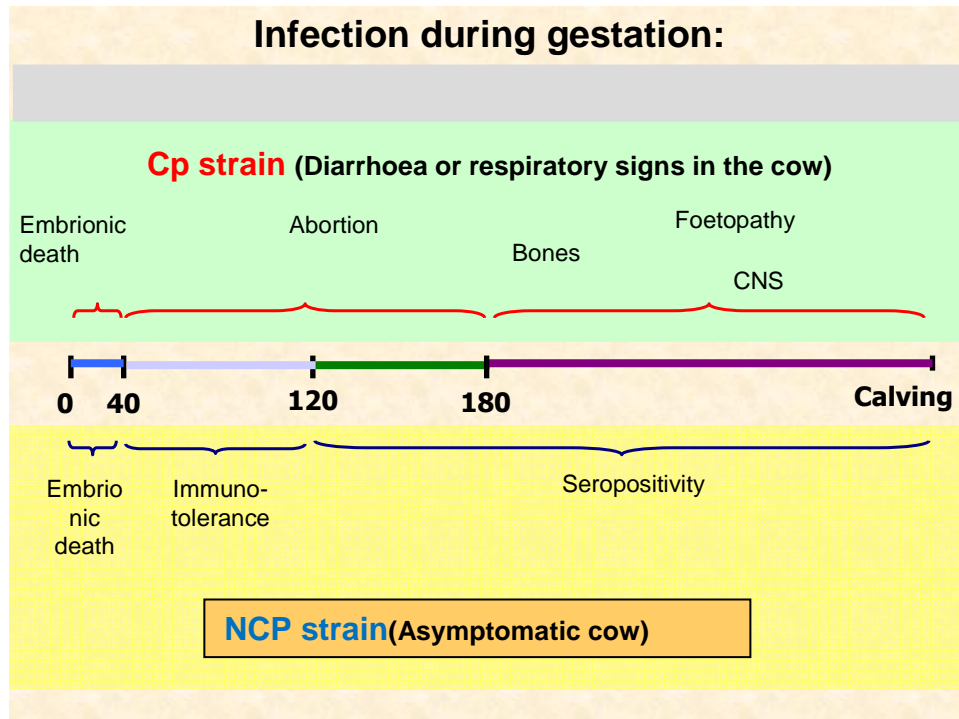 Infection during gestation:
Cp strain (Diarrhoea or respiratory signs in the cow)
Embrionic
death
Abortion
Foetopathy
Bones
CNS
0 40 120 180 Calving
Embrio
nic
death
Immuno-
tolerance
Seropositivity
NCP strain(Asymptomatic cow)